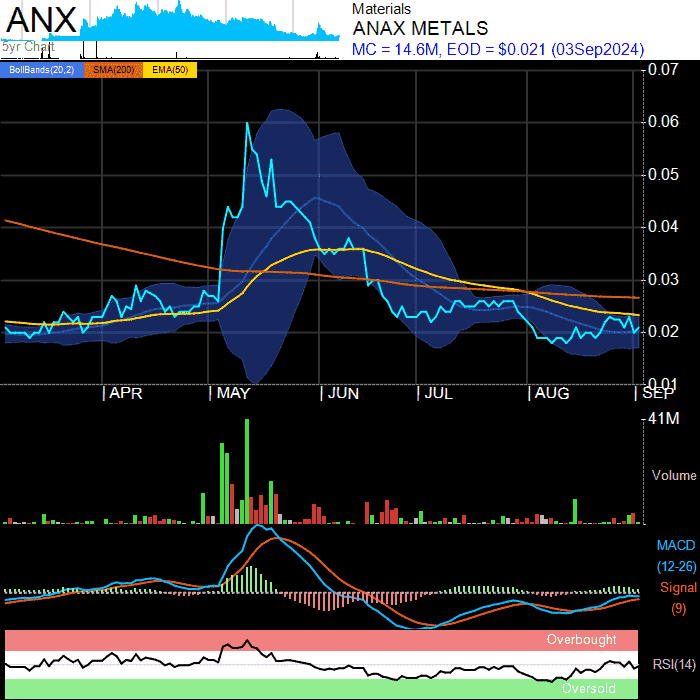 ANX
5yr Chart
Materials
ANAX METALS
MC = 14.6M, EOD = $0.021 (03Sep2024)
BollBands(20,2) SMA(200) EMA(50)
0.07
0.06
0.05
0.04
0.03
0.02
0.01
APR MAY JUN JUL AUG SEP
41M
Volume
MACD
(12-26)
Signal
(9)
Overbought
RSI(14)
Oversold